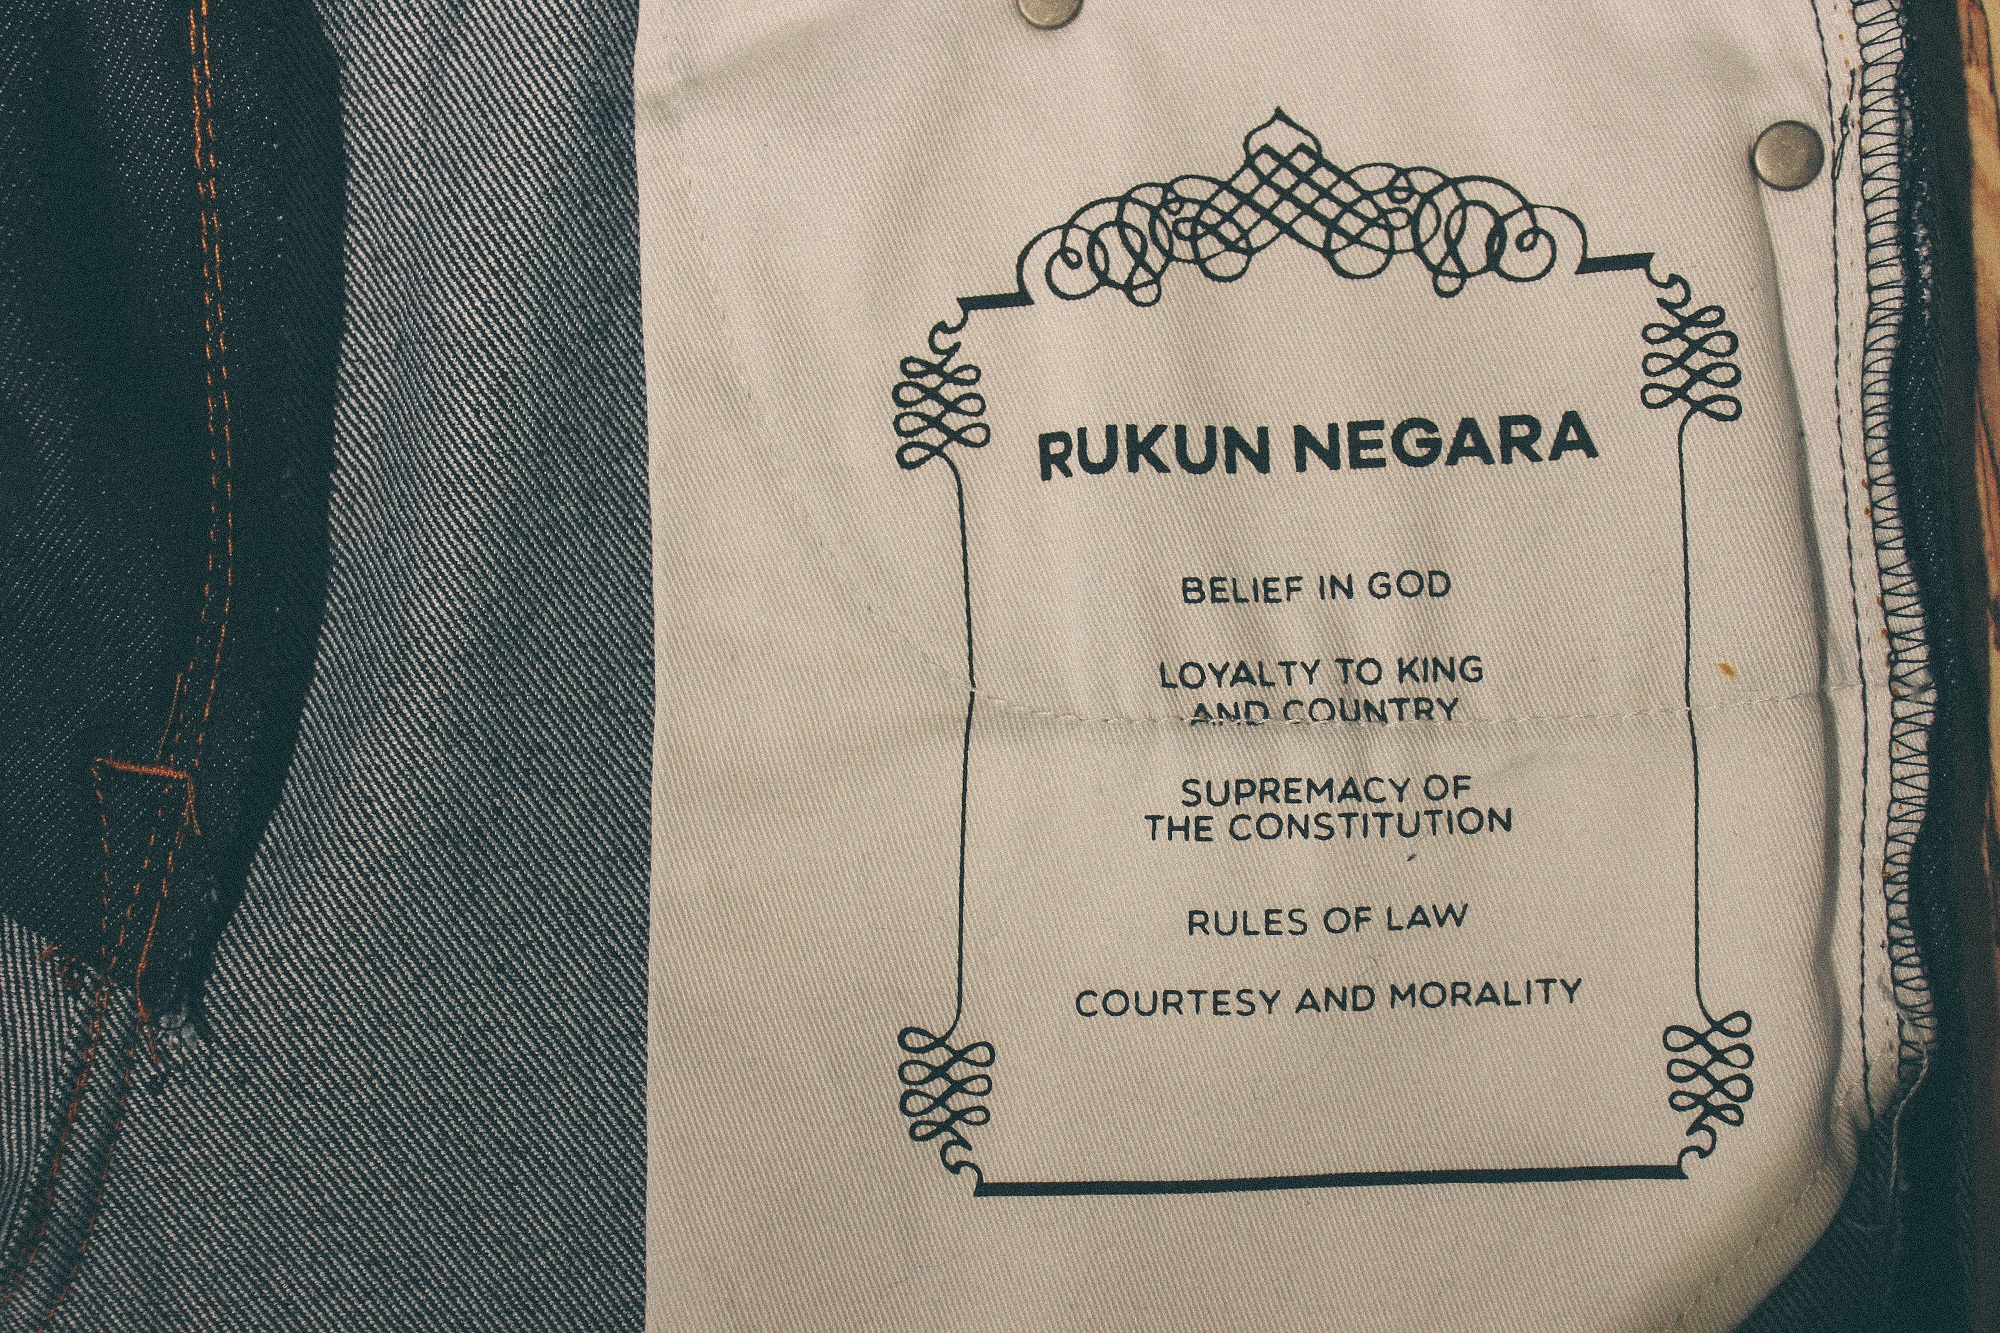 RUKUN NEGARA
BELIEF IN GOD
LOYALTY TO KING
AND COUNTRY
SUPREMACY OF
THE CONSTITUTION
RULES OF LAW
COURTESY AND MORALITY